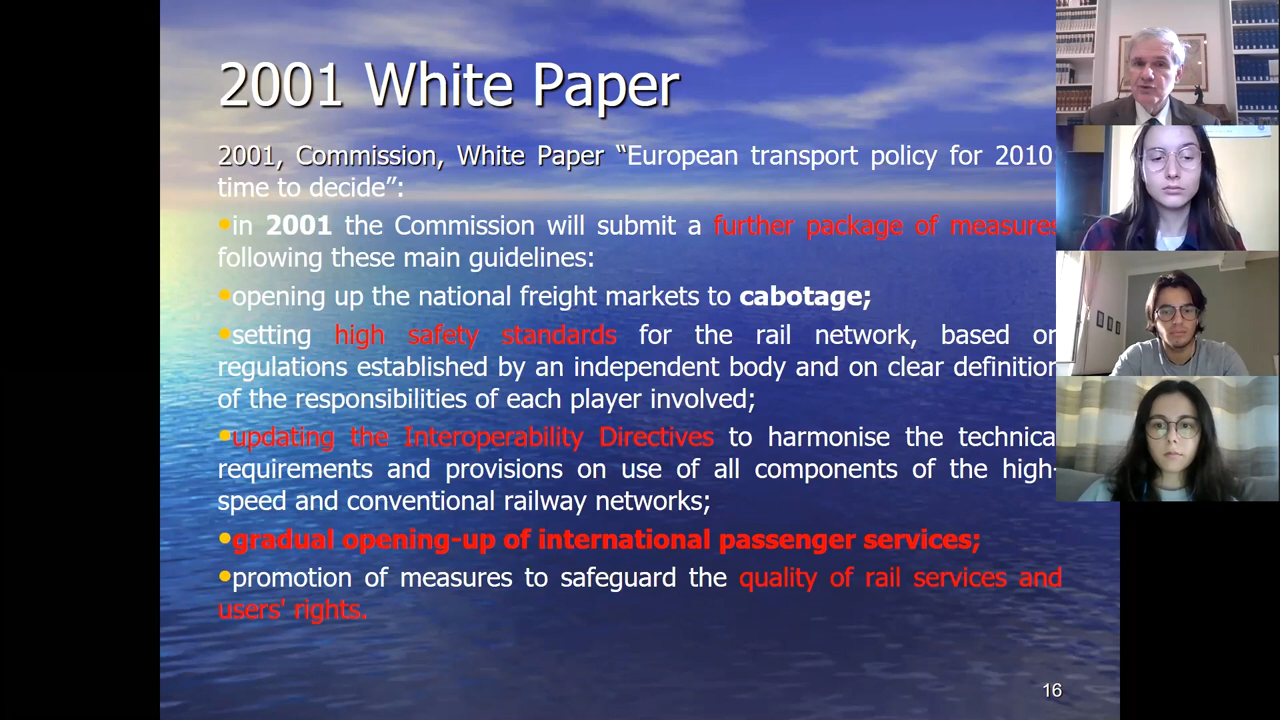 2001 White Paper
2001, Commission, White Paper “European transport policy for 2010
time to decide”:
•in 2001 the Commission will submit a further package of measures
following these main guidelines:
•opening up the national freight markets to cabotage;
•setting high safety standards for the rail network, based on
regulations established by an independent body and on clear definition
of the responsibilities of each player involved;
•updating the Interoperability Directives to harmonise the technica
requirements and provisions on use of all components of the high-
speed and conventional railway networks;
•gradual opening-up of international passenger services;
•promotion of measures to safeguard the quality of rail services and
users' rights.
16